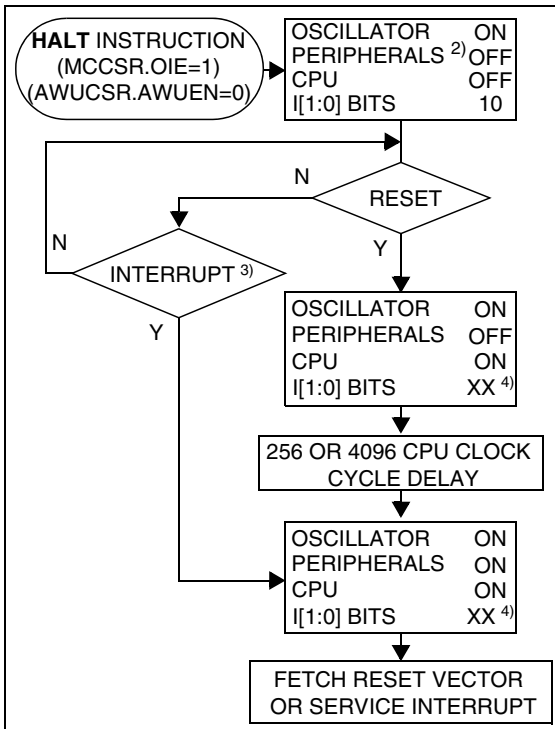 HALT INSTRUCTION
(MCCSR.OIE=1)
(AWUCSR.AWUEN=0)
OSCILLATOR ON
PERIPHERALS 2) OFF
CPU OFF
I[1:0] BITS 10
N
RESET
Y
N
INTERRUPT 3)
Y
OSCILLATOR ON
PERIPHERALS OFF
CPU ON
I[1:0] BITS XX 4)
256 OR 4096 CPU CLOCK
CYCLE DELAY
OSCILLATOR ON
PERIPHERALS ON
CPU ON
I[1:0] BITS XX 4)
FETCH RESET VECTOR
OR SERVICE INTERRUPT